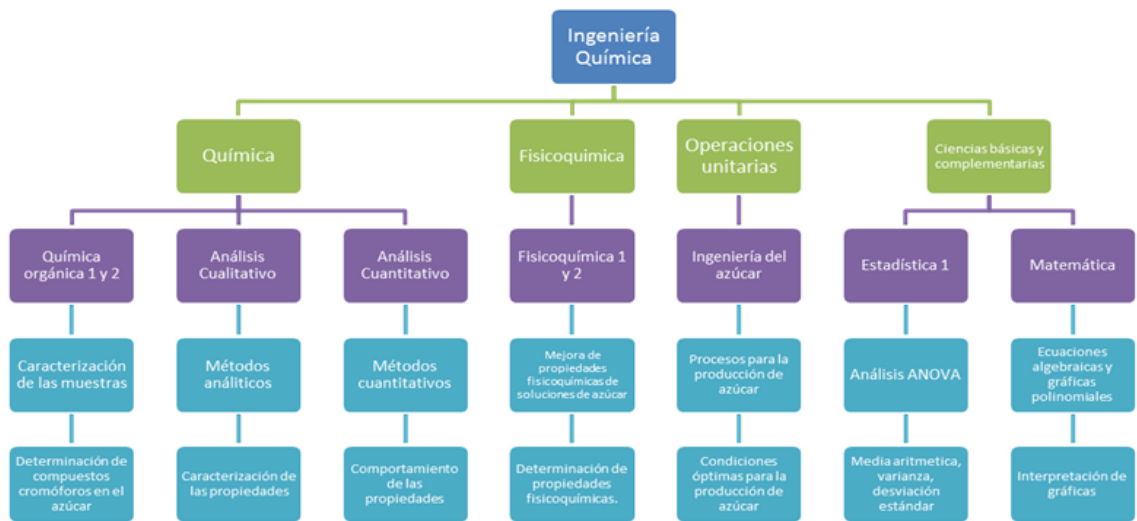 Ingeniería
Química
Química
Fisicoquimica
Operaciones
unitarias
Ciencias básicas y
complementarias
Química
orgánica 1 y 2
Análisis
Cualitativo
Análisis
Cuantitativo
Fisicoquímica 1
y 2
Ingeniería del
azúcar
Estadística 1
Matemática
Caracterización
de las muestras
Métodos
análiticos
Métodos
cuantitativos
Mejora de
propiedades
fisicoquímicas de
soluciones de azúcar
Procesos para la
producción de
azúcar
Análisis ANOVA
Ecuaciones
algebraicas y
gráficas
polinomiales
Determinación de
compuestos
cromóforos en el
azúcar
Caracterización de
las propiedades
Comportamiento
de las
propiedades
Determinación de
propiedades
fisicoquímicas.
Condiciones
óptimas para la
producción de
azúcar
Media aritmetica,
varianza,
desviación
estándar
Interpretación de
gráficas